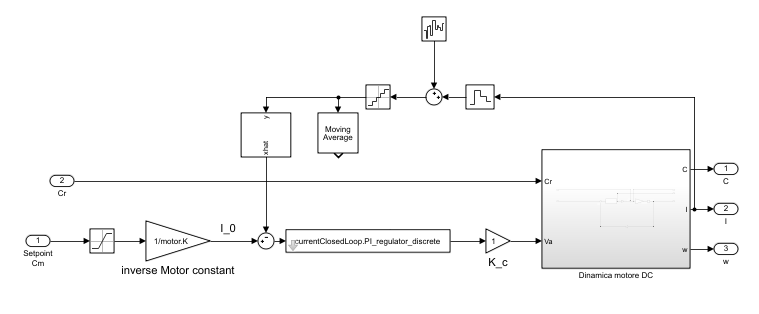 y
xhat
Moving
Average
2
Cr
Cr
C
1
C
I
2
I
1
Setpoint
Cm
1/motor.K
inverse Motor constant
I_0
currentClosedLoop.PI_regulator_discrete
1
K_c
Va
w
3
w
Dinamica motore DC